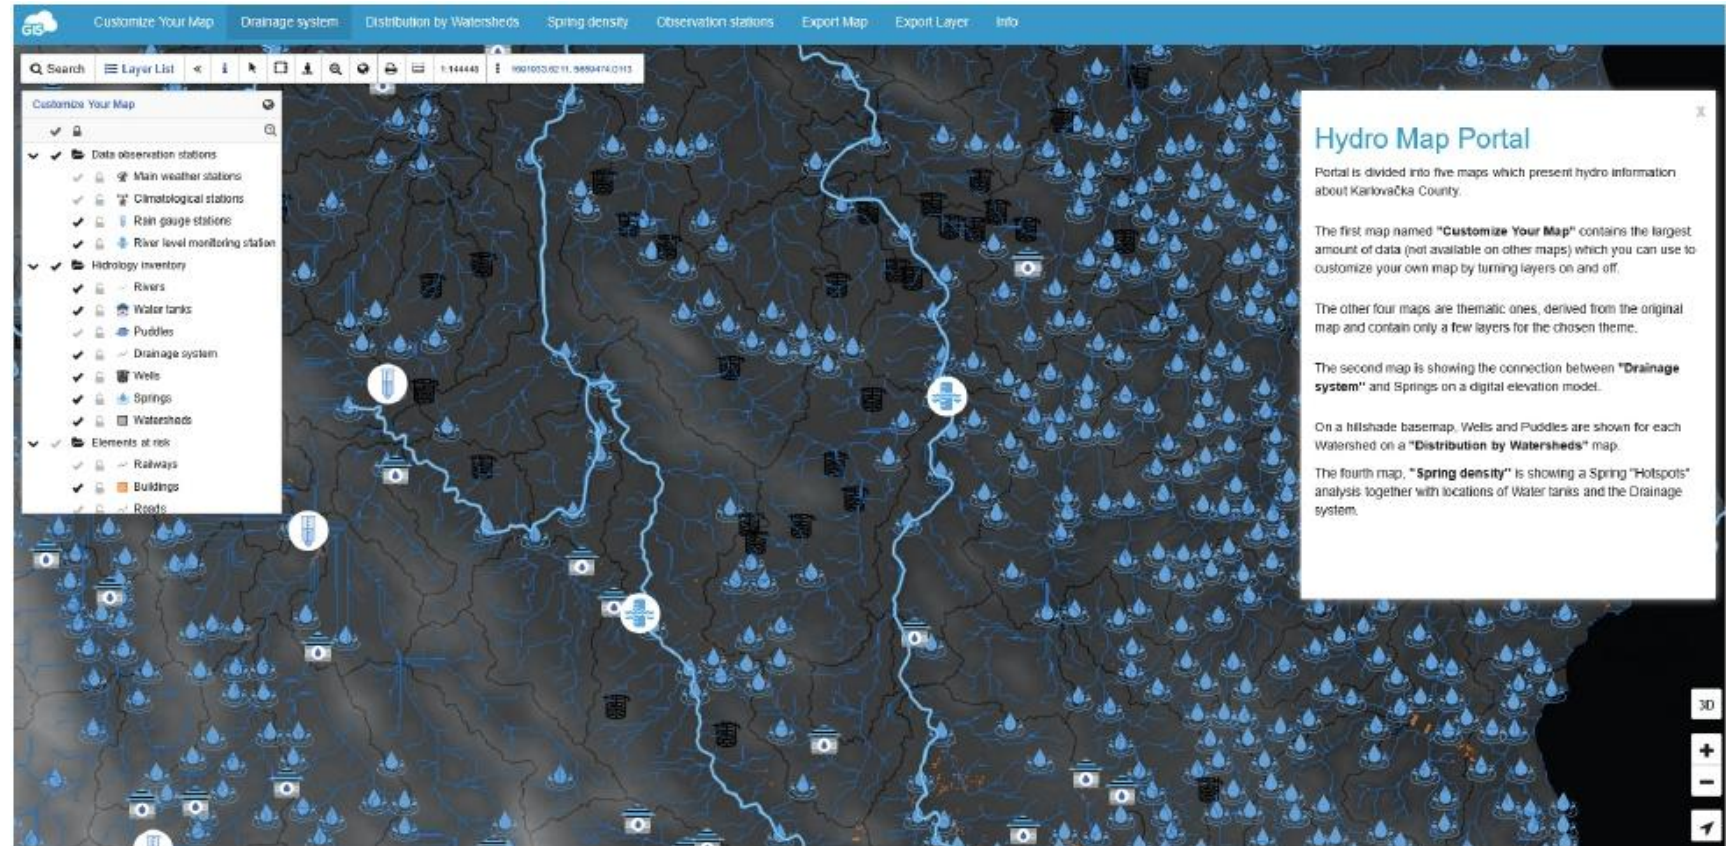 GIS
Customize Your Map Drainage system Distribution by Watersheds Spring density Observation stations Export Map Export Layer Info
Search Layer List « i 1:144448
Customize Your Map
Data observation stations
Main weather stations
Climatological stations
Rain gauge stations
River level monitoring station
Hidrology inventory
Rivers
Water tanks
Puddles
Drainage system
Wells
Springs
Watersheds
Elements at risk
Railways
Buildings
Roads
x
Hydro Map Portal
Portal is divided into five maps which present hydro information
about Karlovačka County.
The first map named "Customize Your Map" contains the largest
amount of data (not available on other maps) which you can use to
customize your own map by turning layers on and off.
The other four maps are thematic ones, derived from the original
map and contain only a few layers for the chosen theme.
The second map is showing the connection between "Drainage
system" and Springs on a digital elevation model.
On a hillshade basemap, Wells and Puddles are shown for each
Watershed on a "Distribution by Watersheds" map.
The fourth map, "Spring density" is showing a Spring "Hotspots"
analysis together with locations of Water tanks and the Drainage
system.
3D
+
−